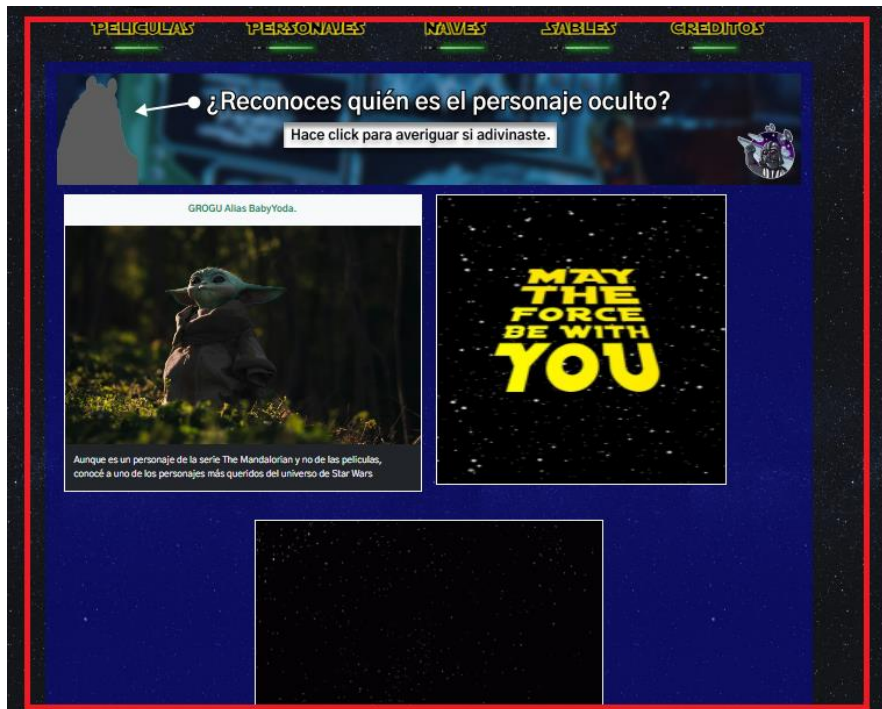 PELICULAS PERSONAJES NAVES SABLES CREDITOS
¿Reconoces quién es el personaje oculto?
Hace click para averiguar si adivinaste.
GROGU Alias BabyYoda.
MAY
THE
FORCE
BE WITH
YOU
Aunque es un personaje de la serie The Mandalorian y no de las peliculas,
conocé a uno de los personajes más queridos del universo de Star Wars